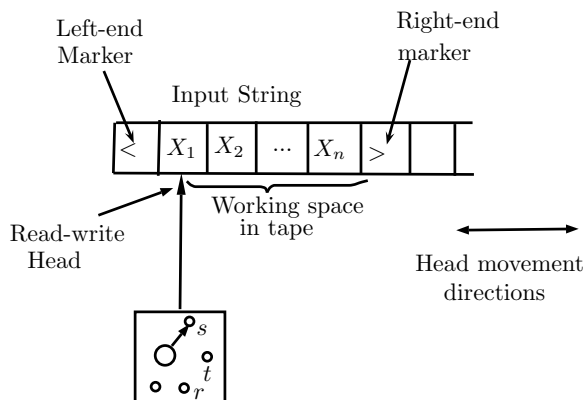 Left-end
Marker
Right-end
marker
Input String
< X₁ X₂ ... Xₙ >
Working space
in tape
Read-write
Head
Head movement
directions
s
t
r